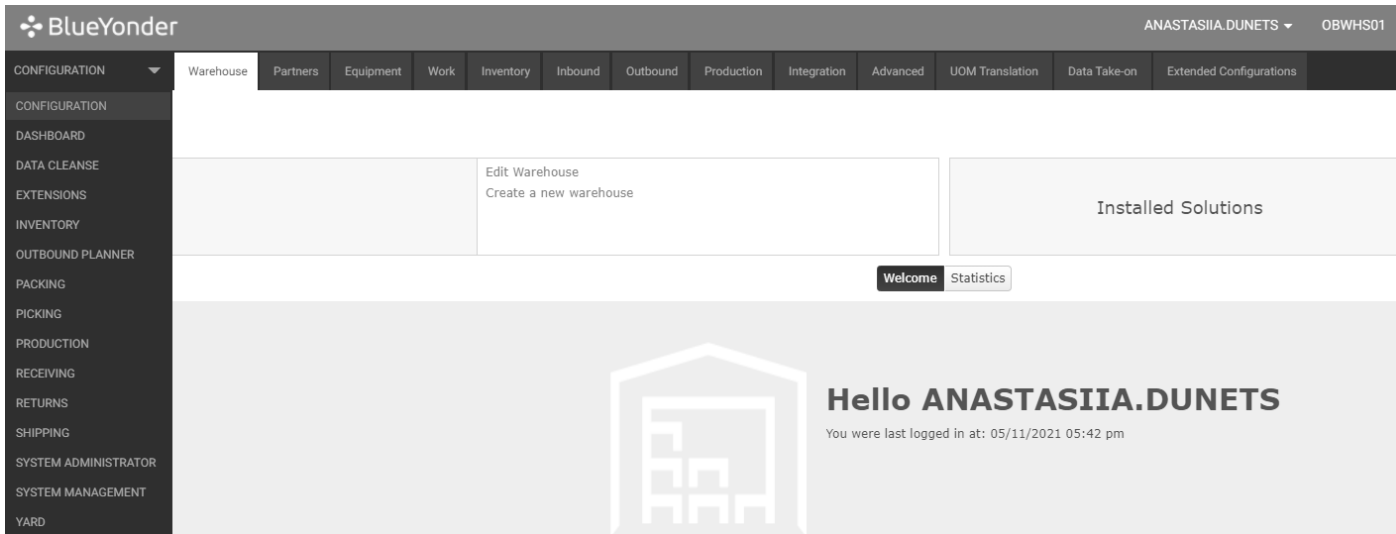 BlueYonder
ANASTASIIA.DUNETS OBWHS01
CONFIGURATION Warehouse Partners Equipment Work Inventory Inbound Outbound Production Integration Advanced UOM Translation Data Take-on Extended Configurations
CONFIGURATION
DASHBOARD
DATA CLEANSE
EXTENSIONS
INVENTORY
OUTBOUND PLANNER
PACKING
PICKING
PRODUCTION
RECEIVING
RETURNS
SHIPPING
SYSTEM ADMINISTRATOR
SYSTEM MANAGEMENT
YARD
Edit Warehouse
Create a new warehouse
Installed Solutions
Welcome Statistics
Hello ANASTASIIA.DUNETS
You were last logged in at: 05/11/2021 05:42 pm